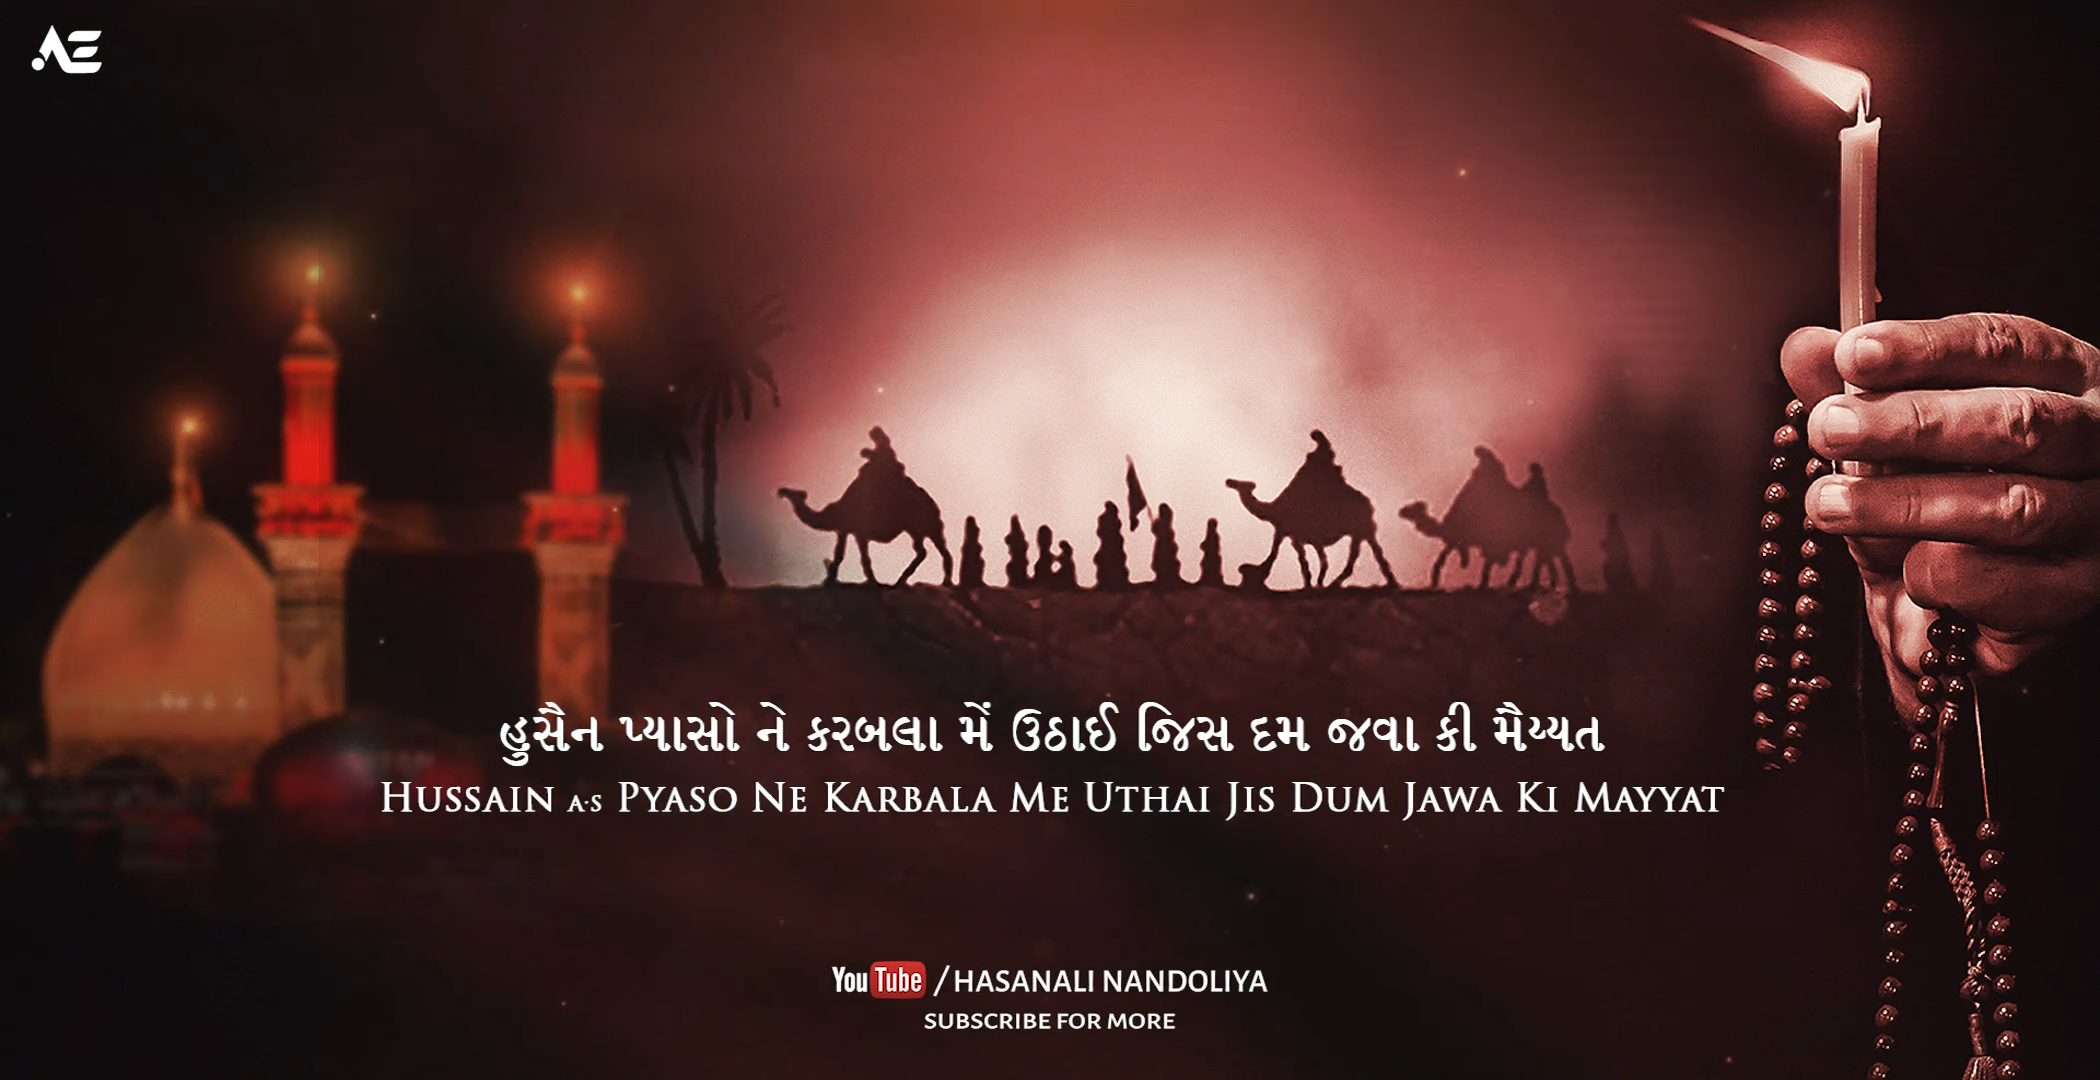 AE
હુસૈન પ્યાસો ને કરબલા મેં ઉઠાઈ જિસ દમ જવા કી મૈય્યત
HUSSAIN A.S PYASO NE KARBALA ME UTHAI JIS DUM JAWA KI MAYYAT
YouTube /HASANALI NANDOLIYA
SUBSCRIBE FOR MORE